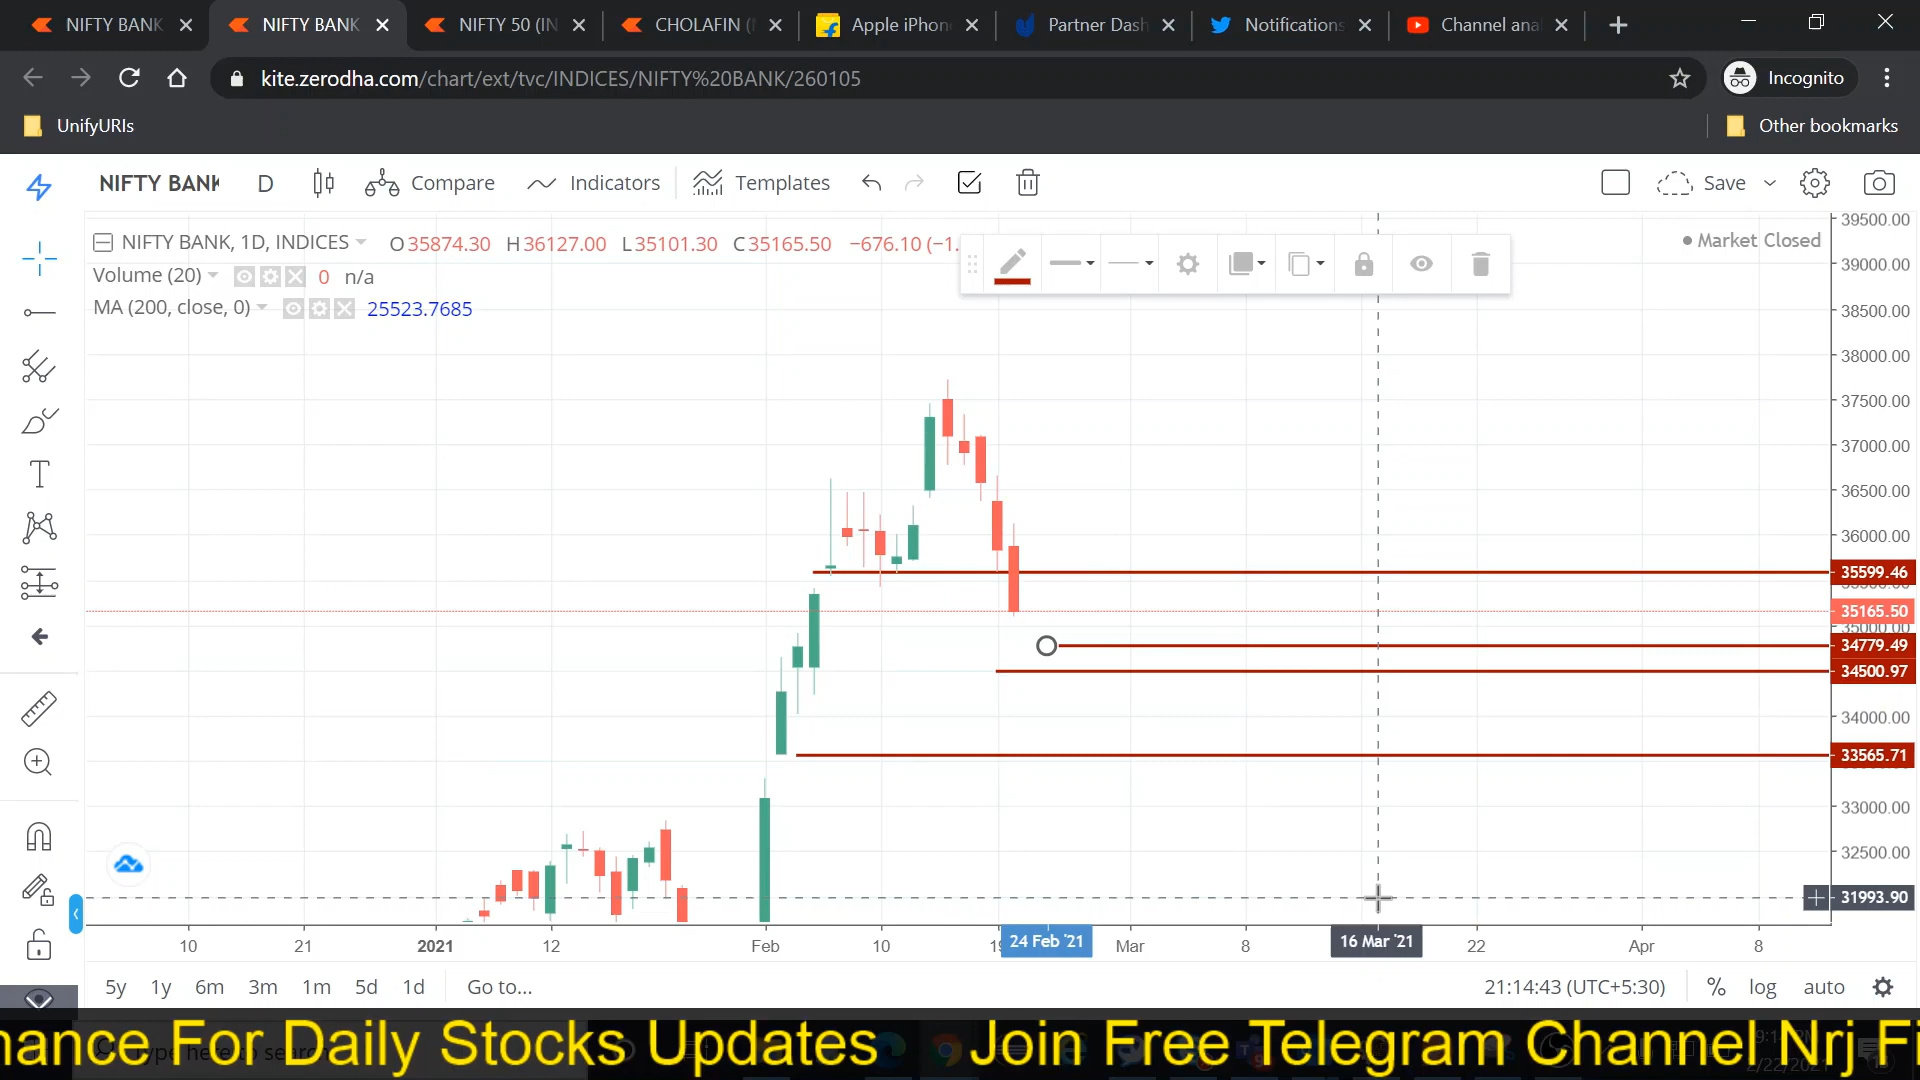 NIFTY BANK
NIFTY BANK
NIFTY 50 (IN
CHOLAFIN (
Apple iPhon
Partner Dash
Notifications
Channel ana
kite.zerodha.com/chart/ext/tvc/INDICES/NIFTY%20BANK/260105
Incognito
UnifyURIs
Other bookmarks
NIFTY BANK
D
Compare
Indicators
Templates
Save
NIFTY BANK, 1D, INDICES
O35874.30 H36127.00 L35101.30 C35165.50 −676.10 (−1.
Market Closed
Volume (20)
0 n/a
MA (200, close, 0)
25523.7685
39500.00
39000.00
38500.00
38000.00
37500.00
37000.00
36500.00
36000.00
35599.46
35165.50
35000.00
34779.49
34500.97
34000.00
33565.71
33000.00
32500.00
31993.90
10 21 2021 12 Feb 10 19 24 Feb '21 Mar 8 16 Mar '21 22 Apr 8
5y 1y 6m 3m 1m 5d 1d Go to...
21:14:43 (UTC+5:30) % log auto
nance For Daily Stocks Updates Join Free Telegram Channel Nrj Fi